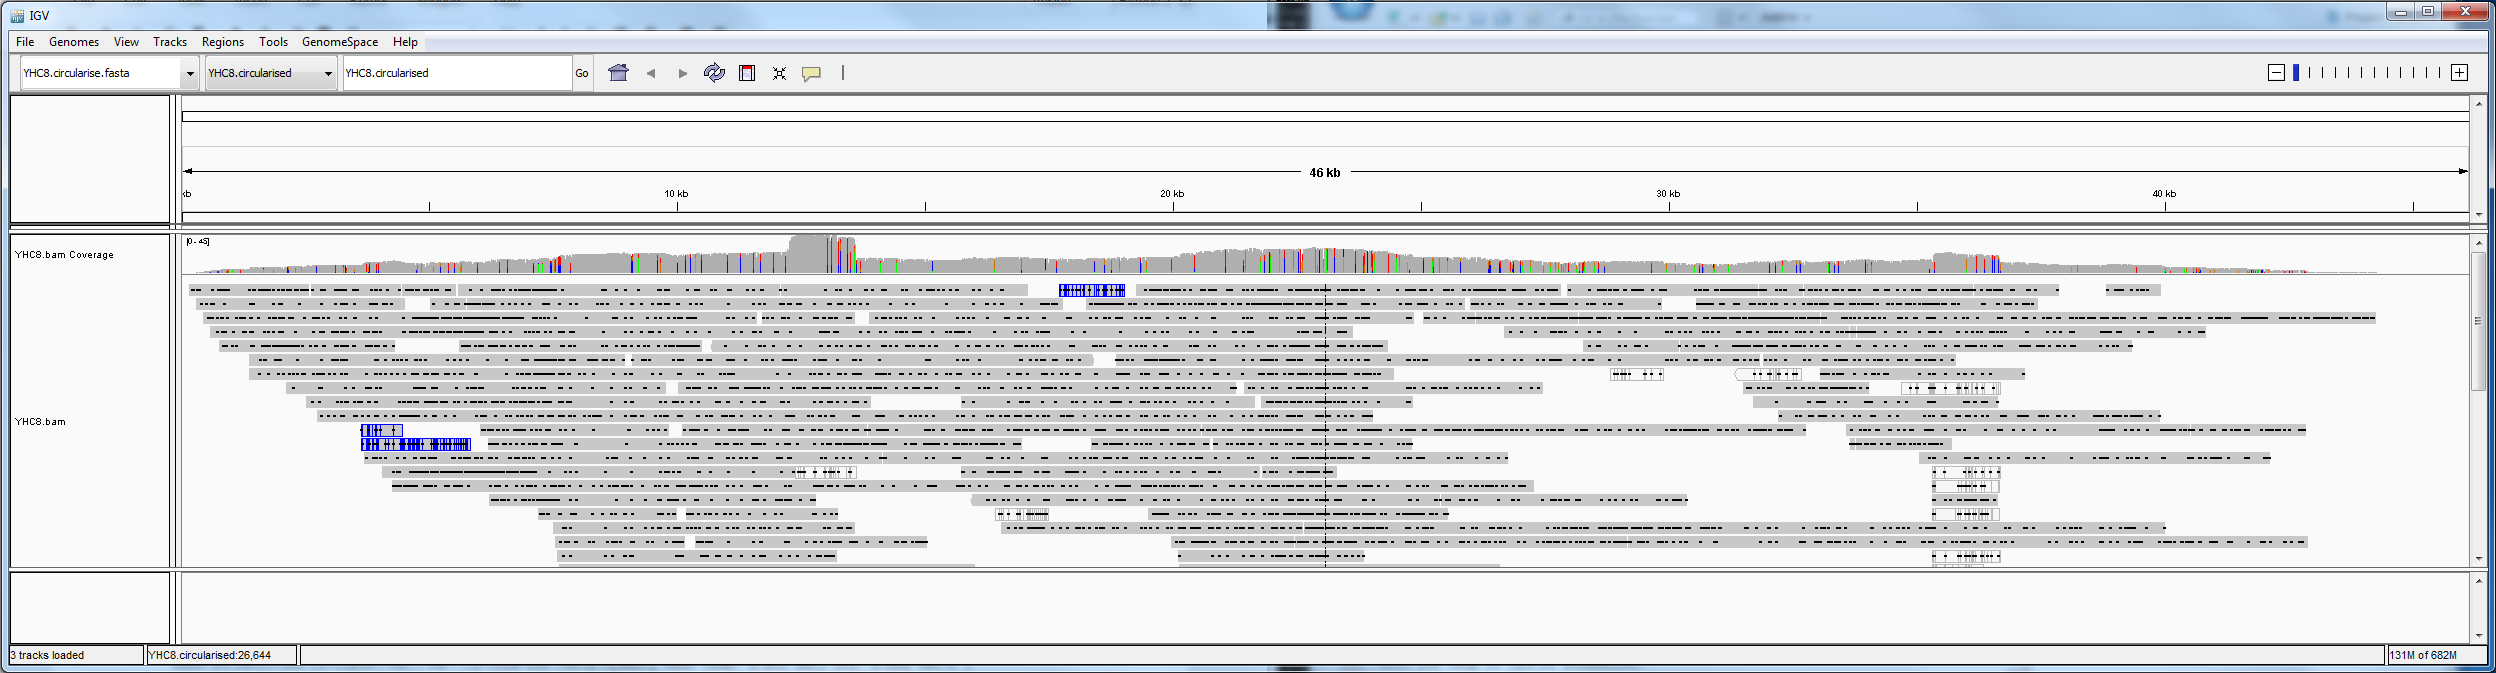 IGV
File Genomes View Tracks Regions Tools GenomeSpace Help
YHC8.circularise.fasta YHC8.circularised YHC8.circularised Go
46 kb
kb 10 kb 20 kb 30 kb 40 kb
[0 - 45]
YHC8.bam Coverage
YHC8.bam
3 tracks loaded YHC8.circularised:26,644 131M of 682M